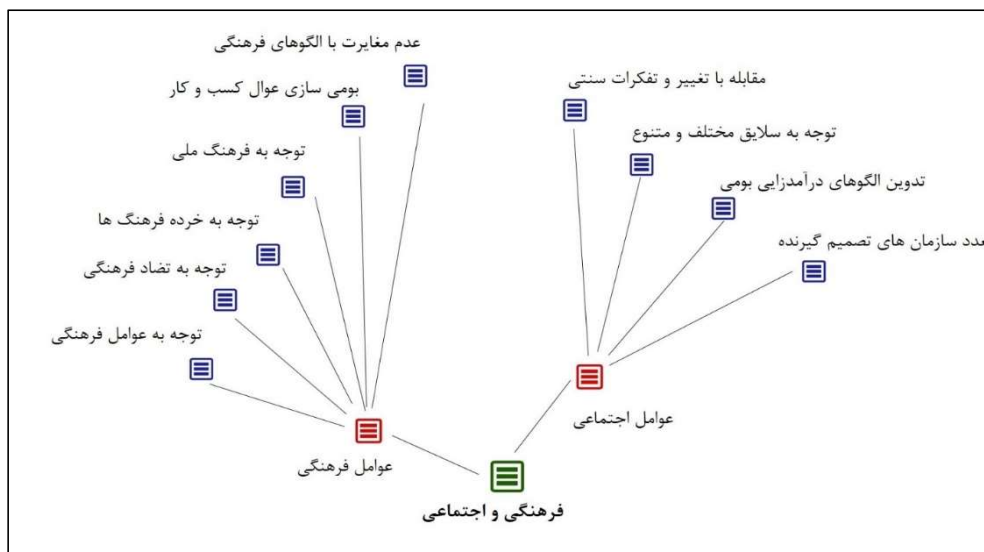 عدم مغایرت با الگوهای فرهنگی
بومی سازی عوال کسب و کار
توجه به فرهنگ ملی
توجه به خرده فرهنگ ها
توجه به تضاد فرهنگی
توجه به عوامل فرهنگی
مقابله با تغییر و تفکرات سنتی
توجه به سلایق مختلف و متنوع
تدوین الگوهای درآمدزایی بومی
عدد سازمان های تصمیم گیرنده
عوامل اجتماعی
عوامل فرهنگی
فرهنگی و اجتماعی